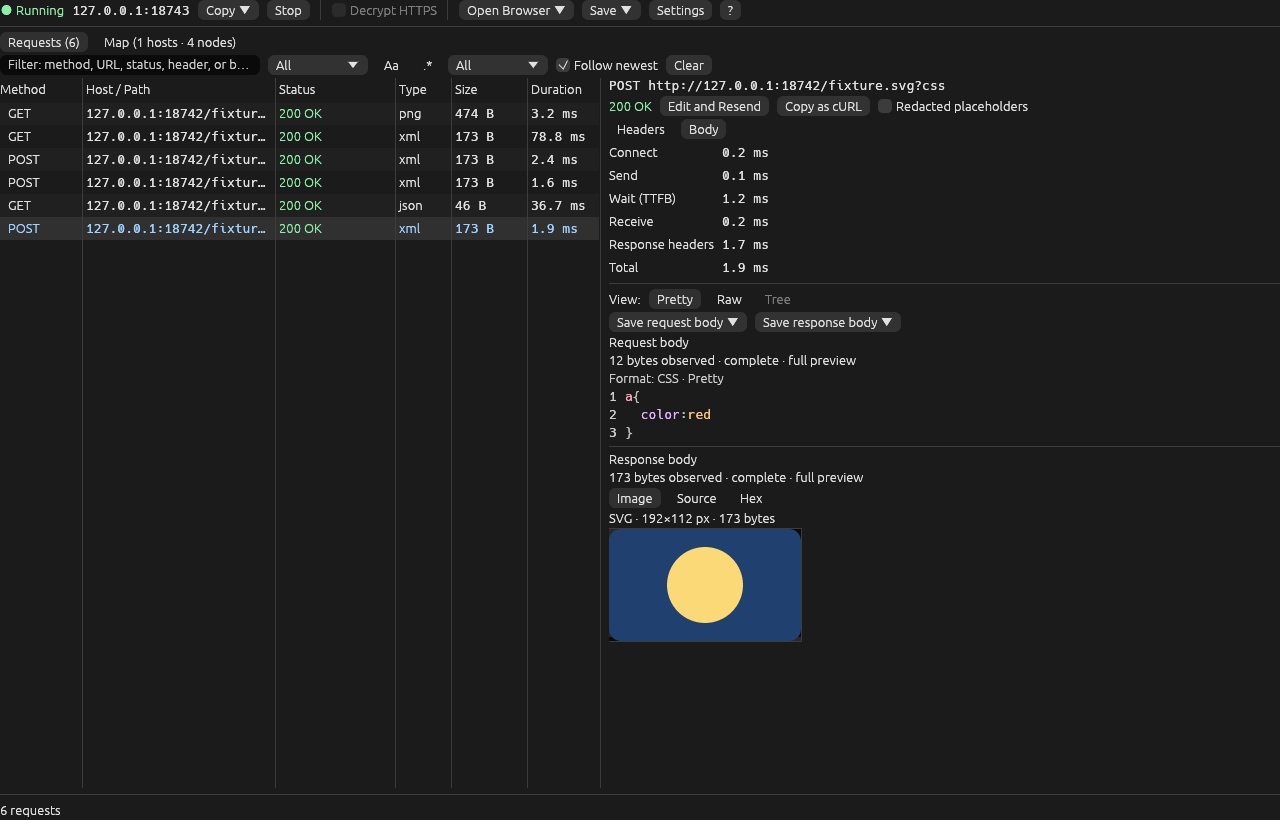 Running 127.0.0.1:18743 Copy ▼ Stop Decrypt HTTPS Open Browser ▼ Save ▼ Settings ?
Requests (6) Map (1 hosts · 4 nodes)
Filter: method, URL, status, header, or b… All ▼ Aa .* All ▼ Follow newest Clear
Method Host / Path Status Type Size Duration
GET 127.0.0.1:18742/fixtur… 200 OK png 474 B 3.2 ms
GET 127.0.0.1:18742/fixtur… 200 OK xml 173 B 78.8 ms
POST 127.0.0.1:18742/fixtur… 200 OK xml 173 B 2.4 ms
POST 127.0.0.1:18742/fixtur… 200 OK xml 173 B 1.6 ms
GET 127.0.0.1:18742/fixtur… 200 OK json 46 B 36.7 ms
POST 127.0.0.1:18742/fixtur… 200 OK xml 173 B 1.9 ms
POST http://127.0.0.1:18742/fixture.svg?css
200 OK Edit and Resend Copy as cURL Redacted placeholders
Headers Body
Connect 0.2 ms
Send 0.1 ms
Wait (TTFB) 1.2 ms
Receive 0.2 ms
Response headers 1.7 ms
Total 1.9 ms
View: Pretty Raw Tree
Save request body ▼ Save response body ▼
Request body
12 bytes observed · complete · full preview
Format: CSS · Pretty
1 a{
2   color:red
3 }
Response body
173 bytes observed · complete · full preview
Image Source Hex
SVG · 192×112 px · 173 bytes
6 requests